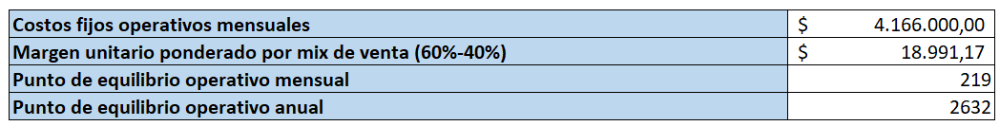 Costos fijos operativos mensuales $ 4.166.000,00
Margen unitario ponderado por mix de venta (60%-40%) $ 18.991,17
Punto de equilibrio operativo mensual 219
Punto de equilibrio operativo anual 2632